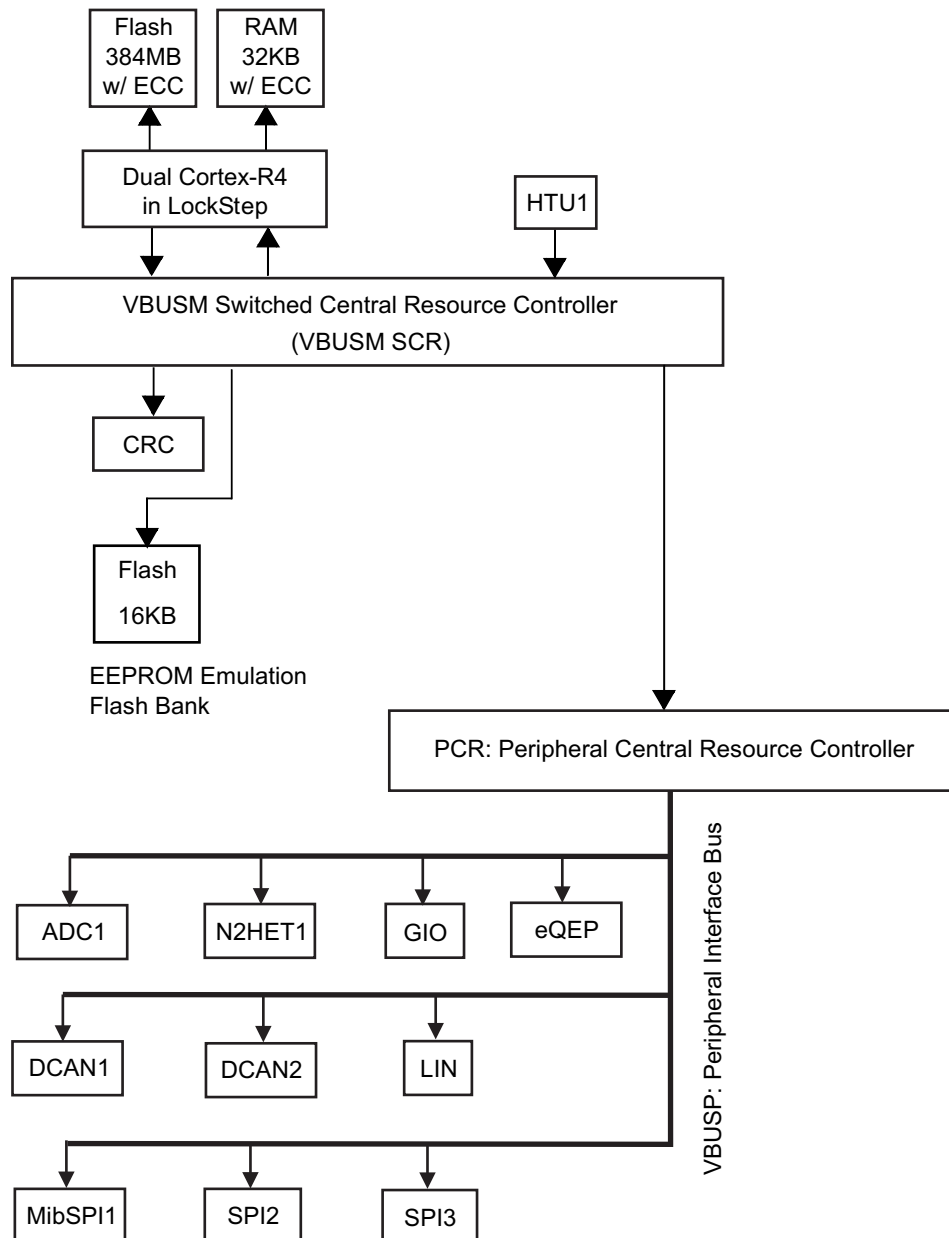 Flash
384MB
w/ ECC
RAM
32KB
w/ ECC
Dual Cortex-R4
in LockStep
HTU1
VBUSM Switched Central Resource Controller
(VBUSM SCR)
CRC
Flash
16KB
EEPROM Emulation
Flash Bank
PCR: Peripheral Central Resource Controller
VBUSP: Peripheral Interface Bus
ADC1
N2HET1
GIO
eQEP
DCAN1
DCAN2
LIN
MibSPI1
SPI2
SPI3